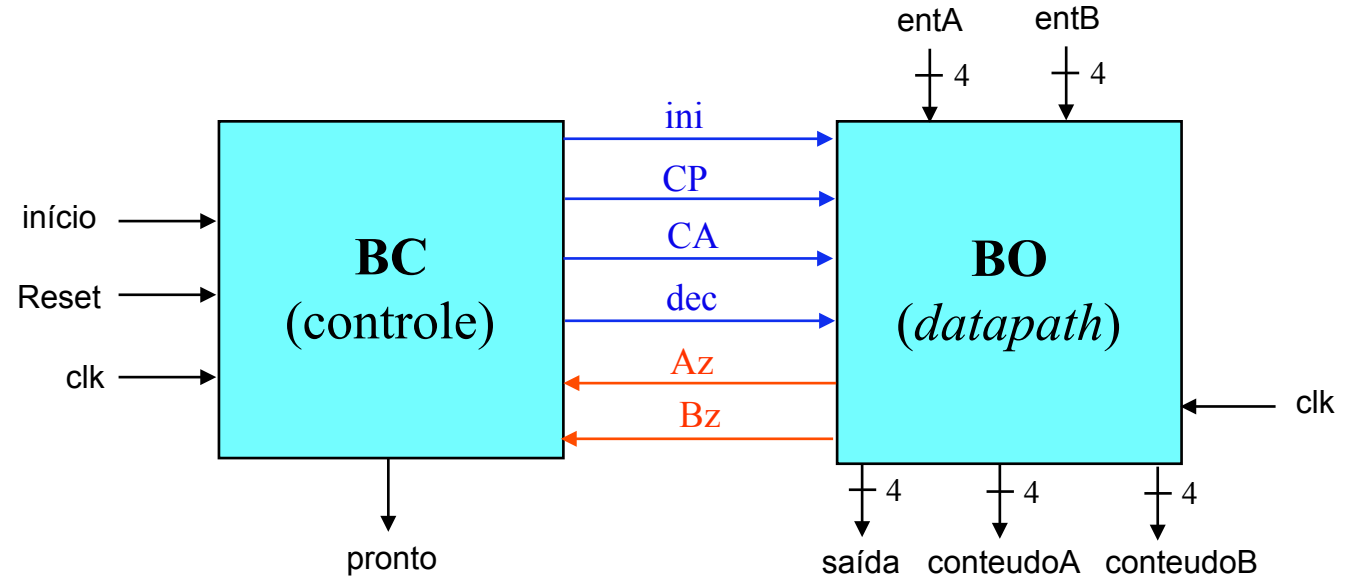 entA
entB
4
4
ini
CP
CA
dec
Az
Bz
início
Reset
clk
BC
(controle)
BO
(datapath)
clk
4
4
4
pronto
saída
conteudoA
conteudoB